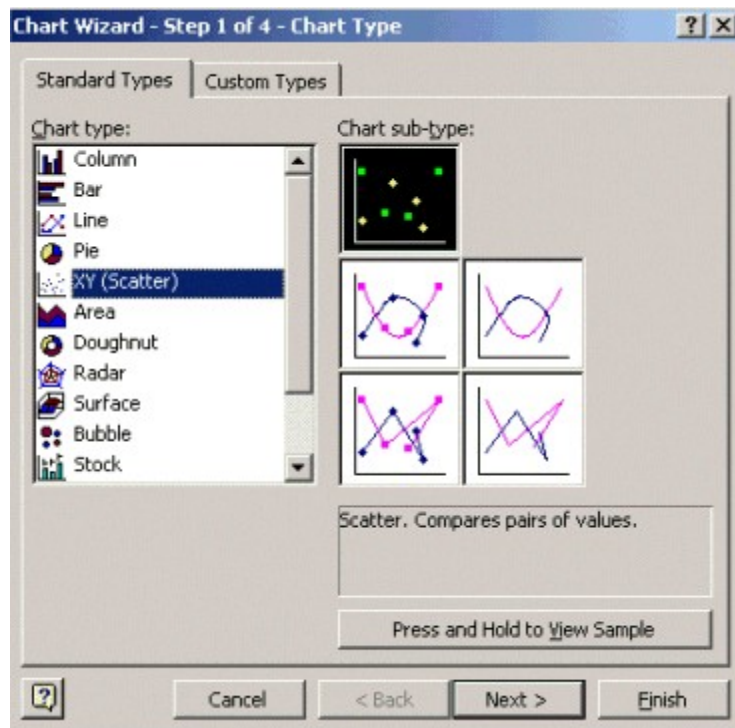 Chart Wizard - Step 1 of 4 - Chart Type
Standard Types
Custom Types
Chart type:
Chart sub-type:
Column
Bar
Line
Pie
XY (Scatter)
Area
Doughnut
Radar
Surface
Bubble
Stock
Scatter. Compares pairs of values.
Press and Hold to View Sample
Cancel
< Back
Next >
Finish